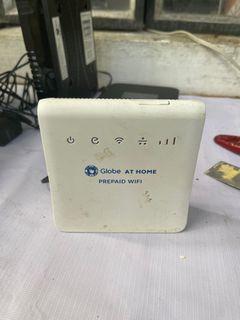 Globe AT HOME
PREPAID WIFI